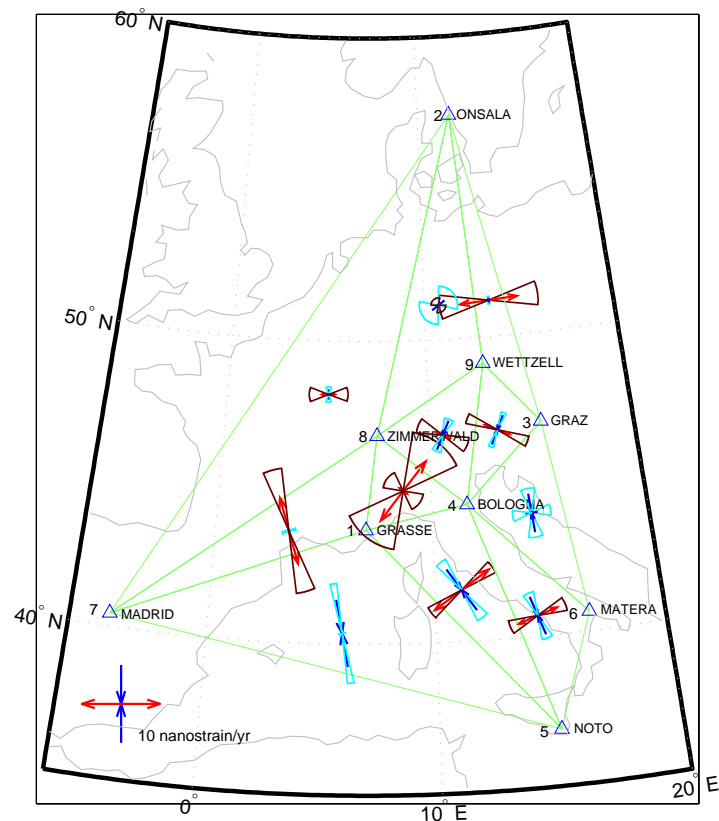 60° N
2 ONSALA
50° N
9 WETTZELL
8 ZIMMERWALD
3 GRAZ
4 BOLOGNA
1 GRASSE
7 MADRID
6 MATERA
40° N
5 NOTO
10 nanostrain/yr
0°
10° E
20° E